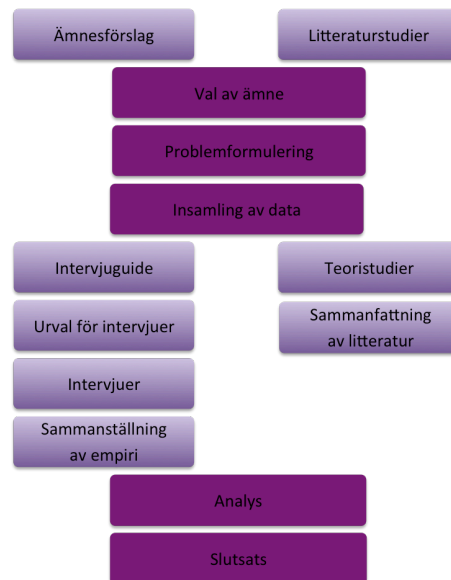 Ämnesförslag
Litteraturstudier
Val av ämne
Problemformulering
Insamling av data
Intervjuguide
Teoristudier
Urval för intervjuer
Sammanfattning
av litteratur
Intervjuer
Sammanställning
av empiri
Analys
Slutsats